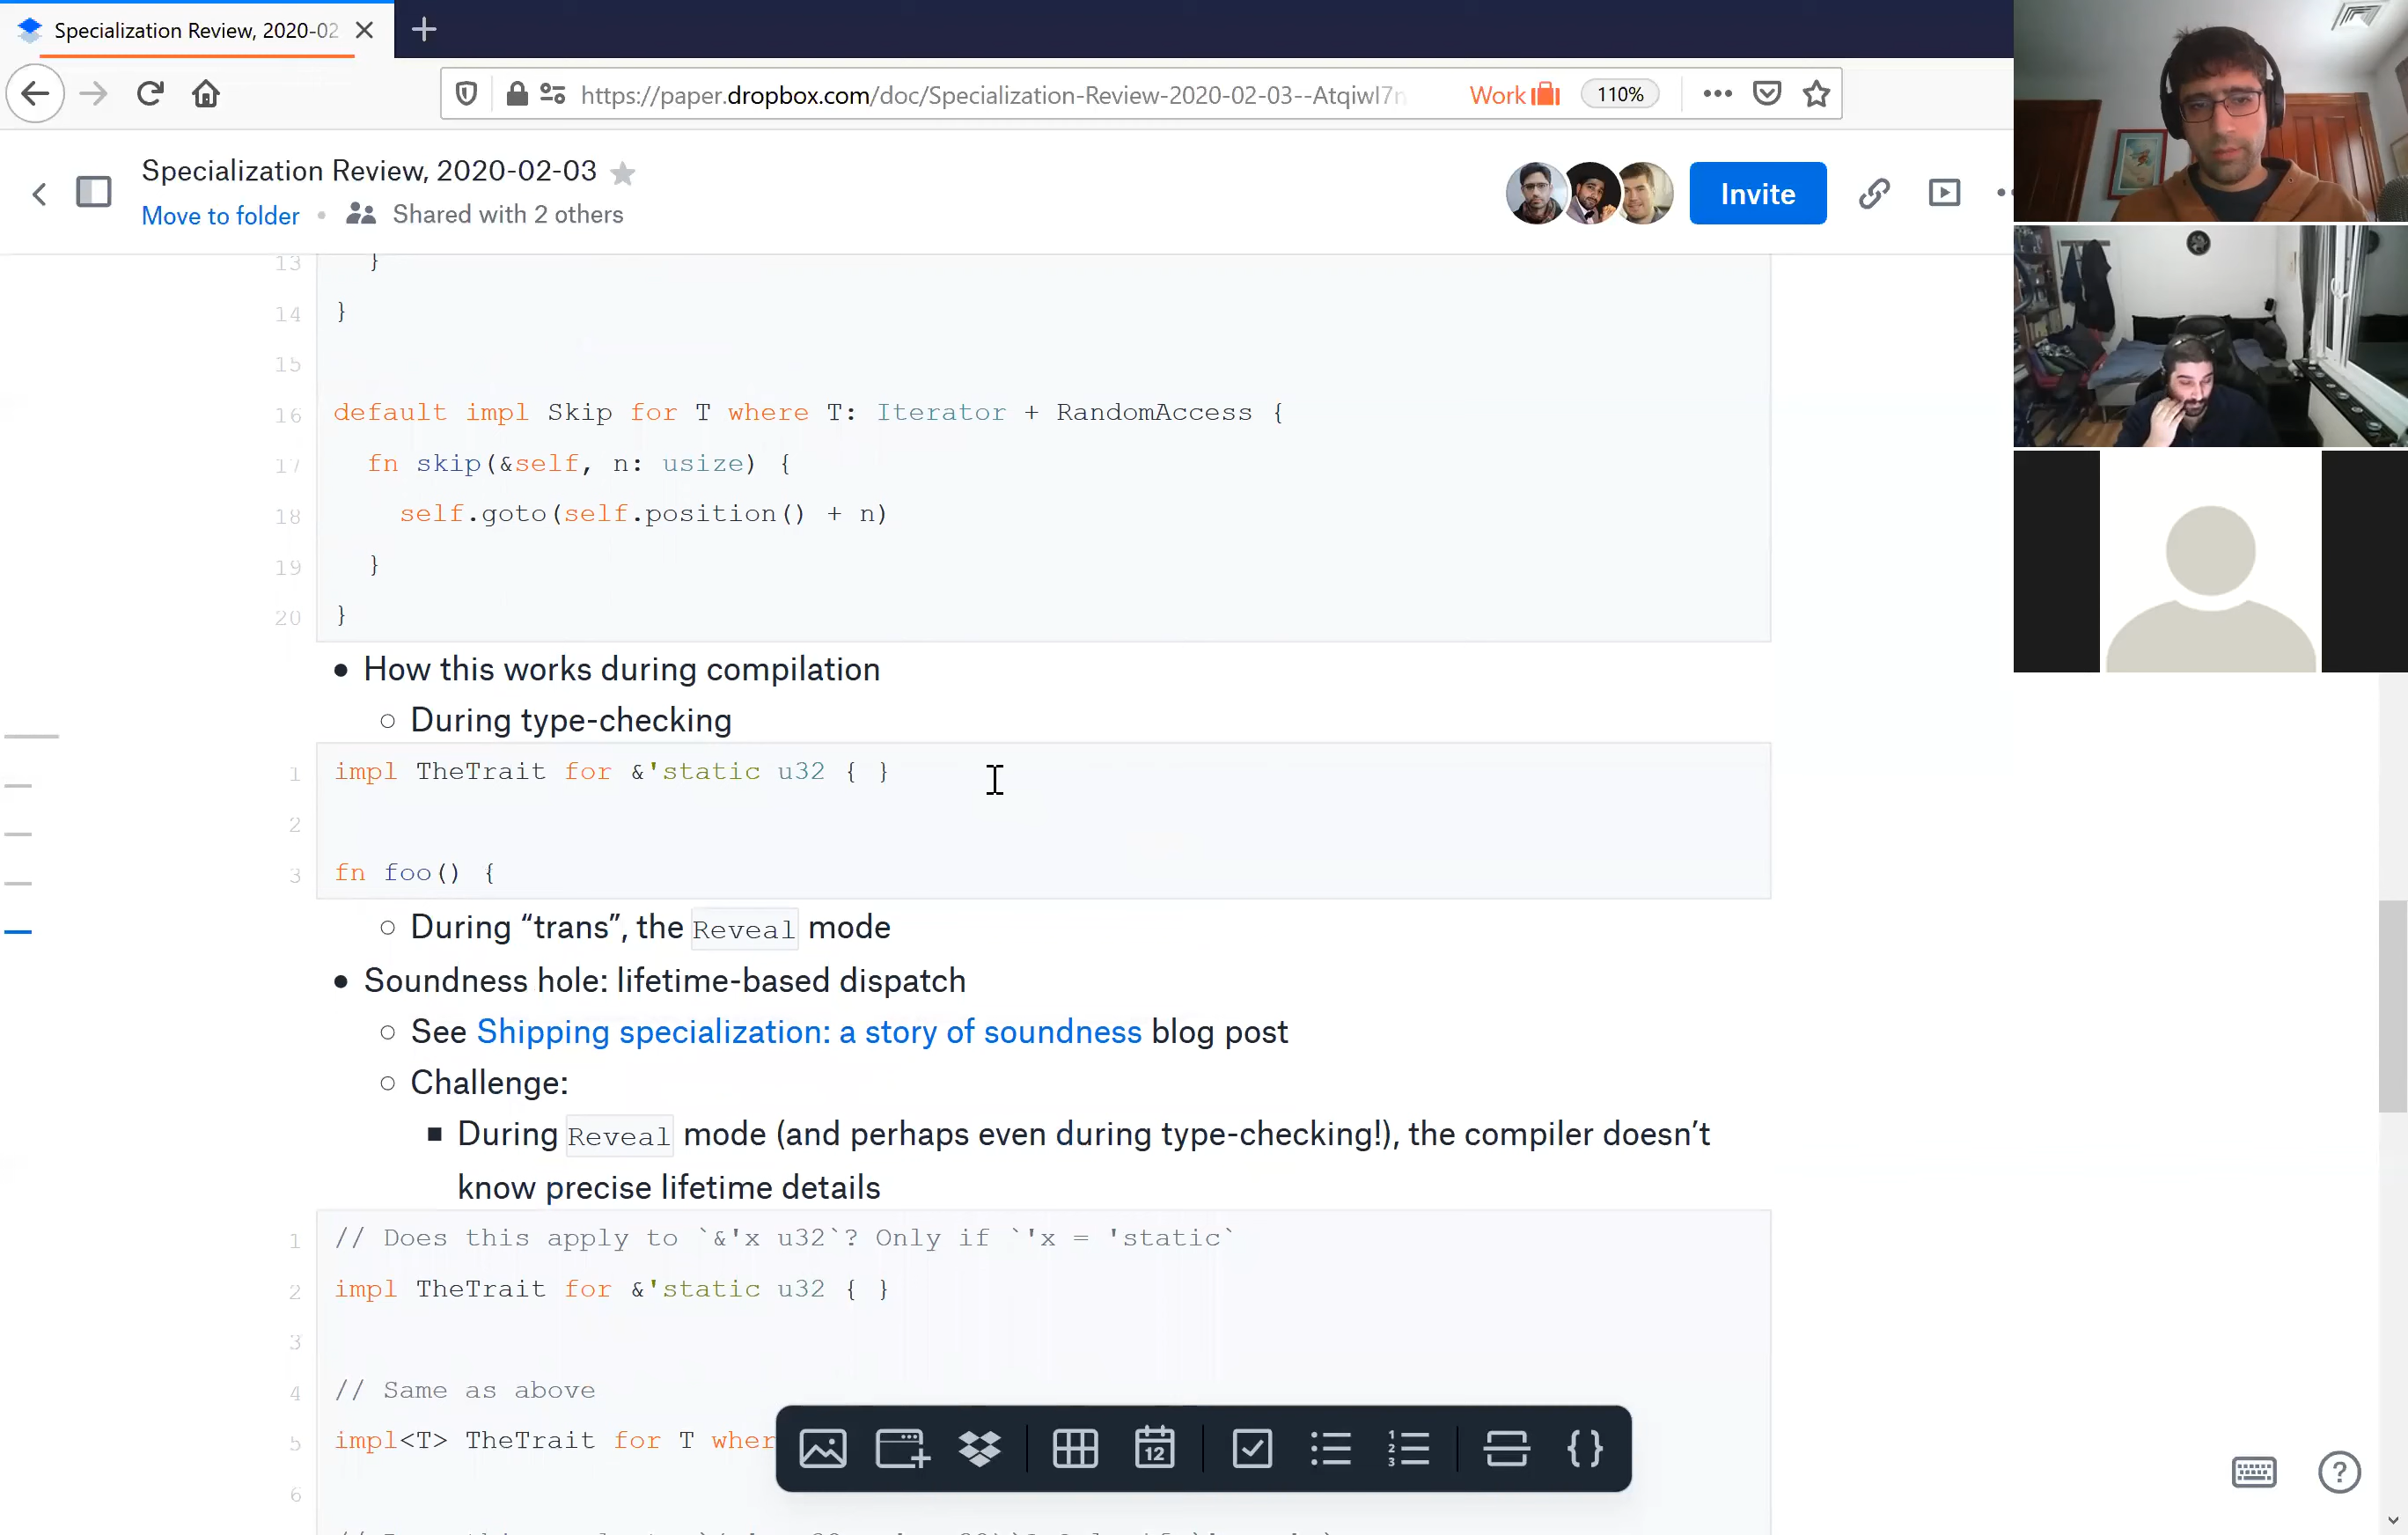 Specialization Review, 2020-02
https://paper.dropbox.com/doc/Specialization-Review-2020-02-03--Atqiwl7
Work
110%
Specialization Review, 2020-02-03
Move to folder • Shared with 2 others
Invite
13 }
14 }
15
16 default impl Skip for T where T: Iterator + RandomAccess {
17 fn skip(&self, n: usize) {
18 self.goto(self.position() + n)
19 }
20 }
• How this works during compilation
○ During type-checking
1 impl TheTrait for &'static u32 { }
2
3 fn foo() {
○ During “trans”, the Reveal mode
• Soundness hole: lifetime-based dispatch
○ See Shipping specialization: a story of soundness blog post
○ Challenge:
■ During Reveal mode (and perhaps even during type-checking!), the compiler doesn’t
know precise lifetime details
1 // Does this apply to `&'x u32`? Only if `'x = 'static`
2 impl TheTrait for &'static u32 { }
3
4 // Same as above
5 impl<T> TheTrait for T wher
6
12